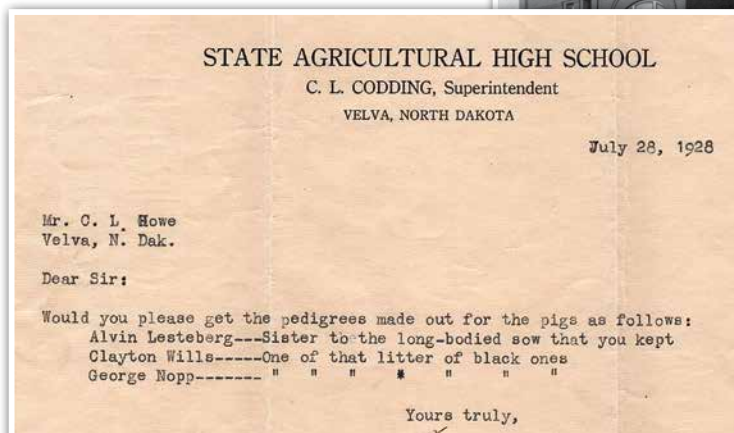 STATE AGRICULTURAL HIGH SCHOOL
C. L. CODDING, Superintendent
VELVA, NORTH DAKOTA
July 28, 1928
Mr. C. L. Howe
Velva, N. Dak.
Dear Sir:
Would you please get the pedigrees made out for the pigs as follows:
Alvin Lesteberg---Sister to the long-bodied sow that you kept
Clayton Wills-----One of that litter of black ones
George Nopp------- " " " " " " "
Yours truly,